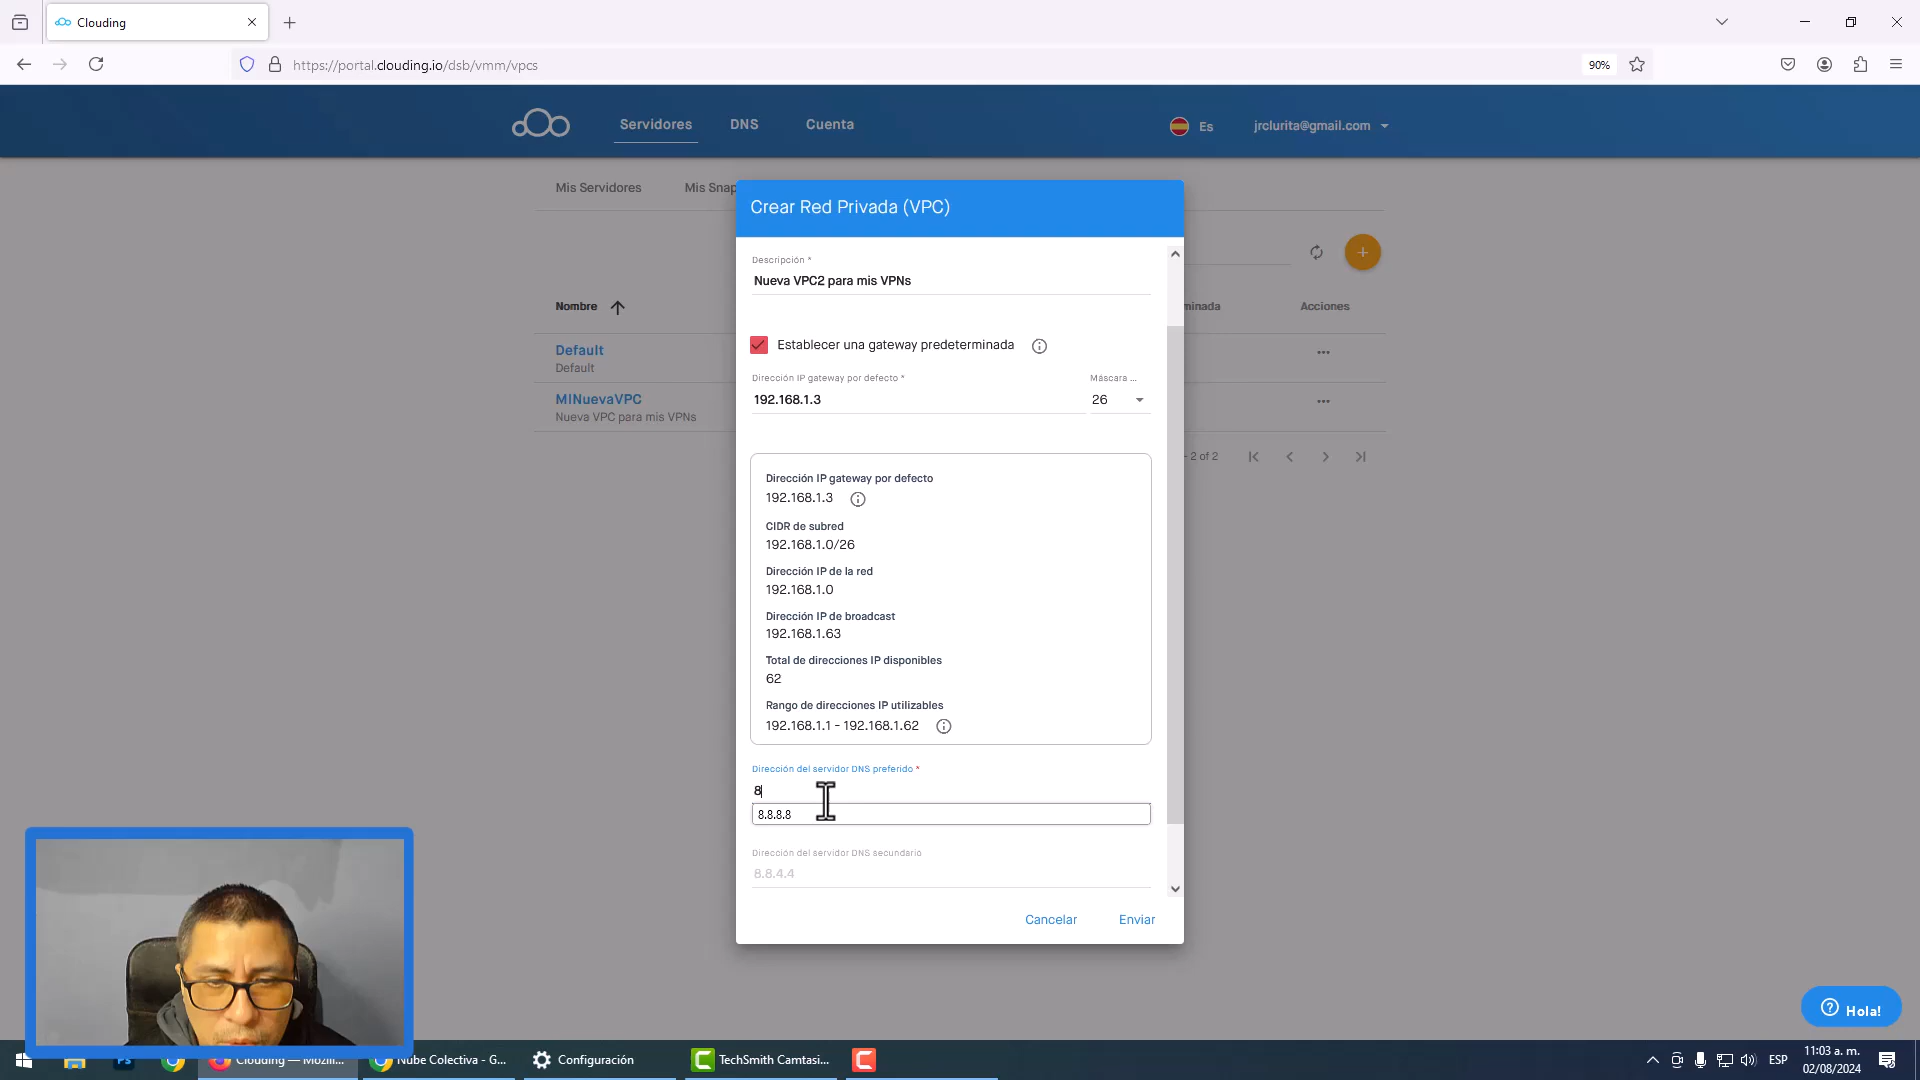 Clouding
https://portal.clouding.io/dsb/vmm/vpcs
90%
Servidores
DNS
Cuenta
Es
jrclurita@gmail.com
Mis Servidores
Mis Snap
Crear Red Privada (VPC)
Descripción *
Nueva VPC2 para mis VPNs
Nombre
minada
Acciones
Establecer una gateway predeterminada
Default
Default
Dirección IP gateway por defecto *
Máscara ...
192.168.1.3
26
MINuevaVPC
Nueva VPC para mis VPNs
- 2 of 2
Dirección IP gateway por defecto
192.168.1.3
CIDR de subred
192.168.1.0/26
Dirección IP de la red
192.168.1.0
Dirección IP de broadcast
192.168.1.63
Total de direcciones IP disponibles
62
Rango de direcciones IP utilizables
192.168.1.1 - 192.168.1.62
Dirección del servidor DNS preferido *
8
8.8.8.8
Dirección del servidor DNS secundario
8.8.4.4
Cancelar
Enviar
Hola!
Ps
Clouding — Mozill...
Nube Colectiva - G...
Configuración
TechSmith Camtasi...
ESP
11:03 a. m.
02/08/2024